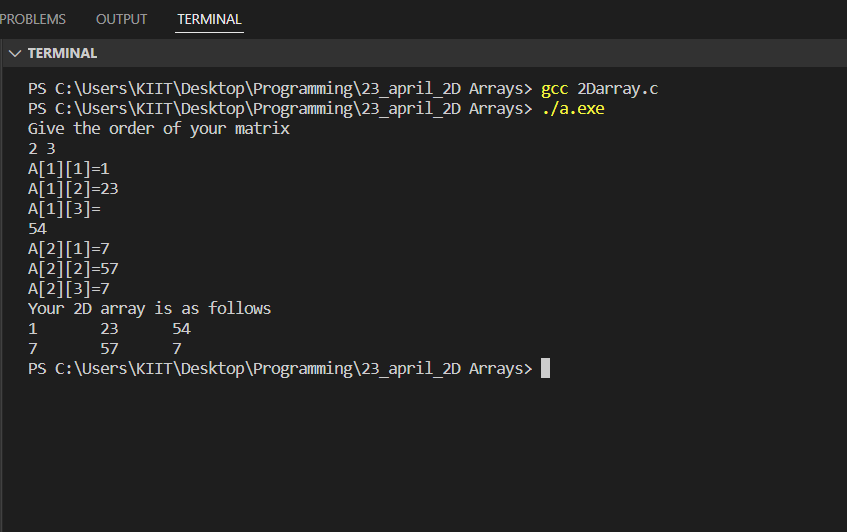 PROBLEMS OUTPUT TERMINAL
TERMINAL
PS C:\Users\KIIT\Desktop\Programming\23_april_2D Arrays> gcc 2Darray.c
PS C:\Users\KIIT\Desktop\Programming\23_april_2D Arrays> ./a.exe
Give the order of your matrix
2 3
A[1][1]=1
A[1][2]=23
A[1][3]=
54
A[2][1]=7
A[2][2]=57
A[2][3]=7
Your 2D array is as follows
1 23 54
7 57 7
PS C:\Users\KIIT\Desktop\Programming\23_april_2D Arrays>